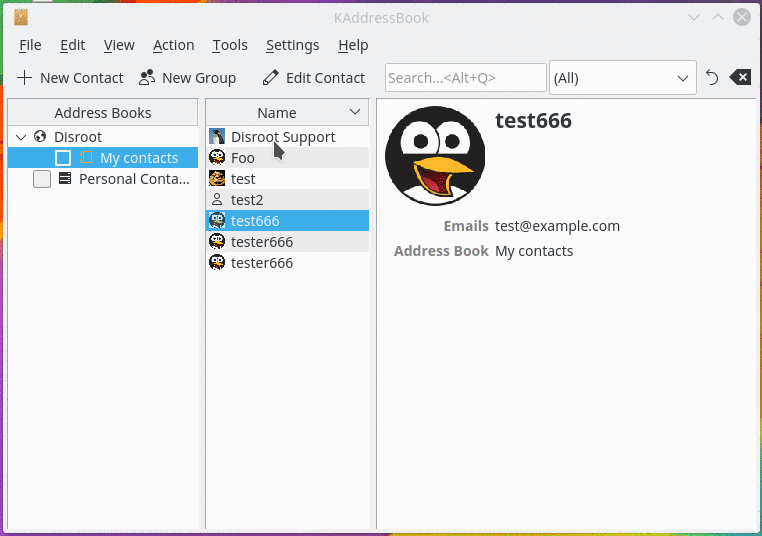 KAddressBook
File Edit View Action Tools Settings Help
New Contact New Group Edit Contact Search...<Alt+Q> (All)
Address Books
Disroot
My contacts
Personal Conta...
Name
Disroot Support
Foo
test
test2
test666
tester666
tester666
test666
Emails test@example.com
Address Book My contacts